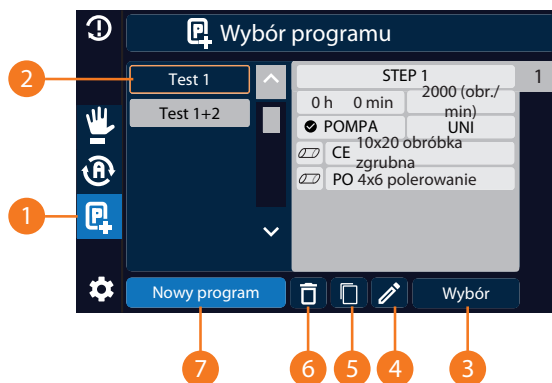 Wybór programu
2
Test 1
STEP 1
1
0 h 0 min
2000 (obr./
min)
Test 1+2
POMPA
UNI
CE
10x20 obróbka
zgrubna
PO 4x6 polerowanie
A
1
P
Nowy program
Wybór
7
6
5
4
3